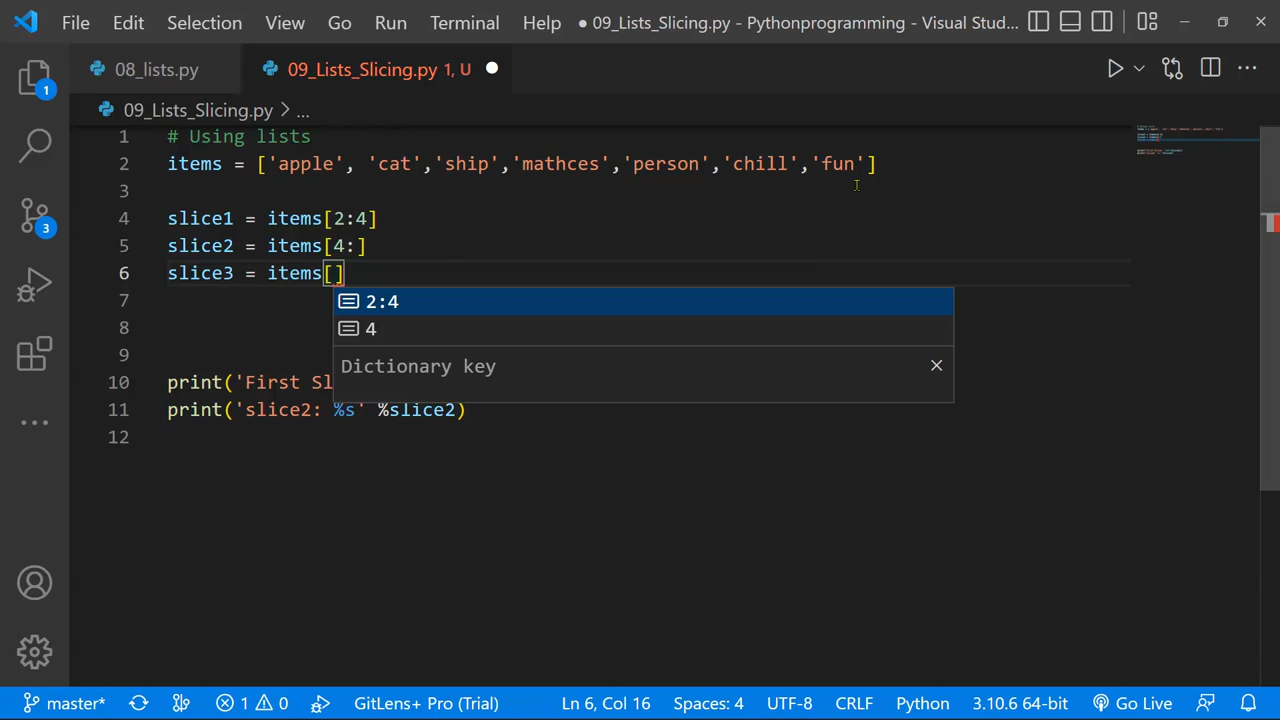 File Edit Selection View Go Run Terminal Help ● 09_Lists_Slicing.py - Pythonprogramming - Visual Stud...
08_lists.py 09_Lists_Slicing.py 1, U
09_Lists_Slicing.py > ...
1 # Using lists
2 items = ['apple', 'cat','ship','mathces','person','chill','fun']
3
4 slice1 = items[2:4]
5 slice2 = items[4:]
6 slice3 = items[]
7 2:4
8 4
9 Dictionary key
10 print('First Sl
11 print('slice2: %s' %slice2)
12
1
3
master* 1 0 GitLens+ Pro (Trial) Ln 6, Col 16 Spaces: 4 UTF-8 CRLF Python 3.10.6 64-bit Go Live